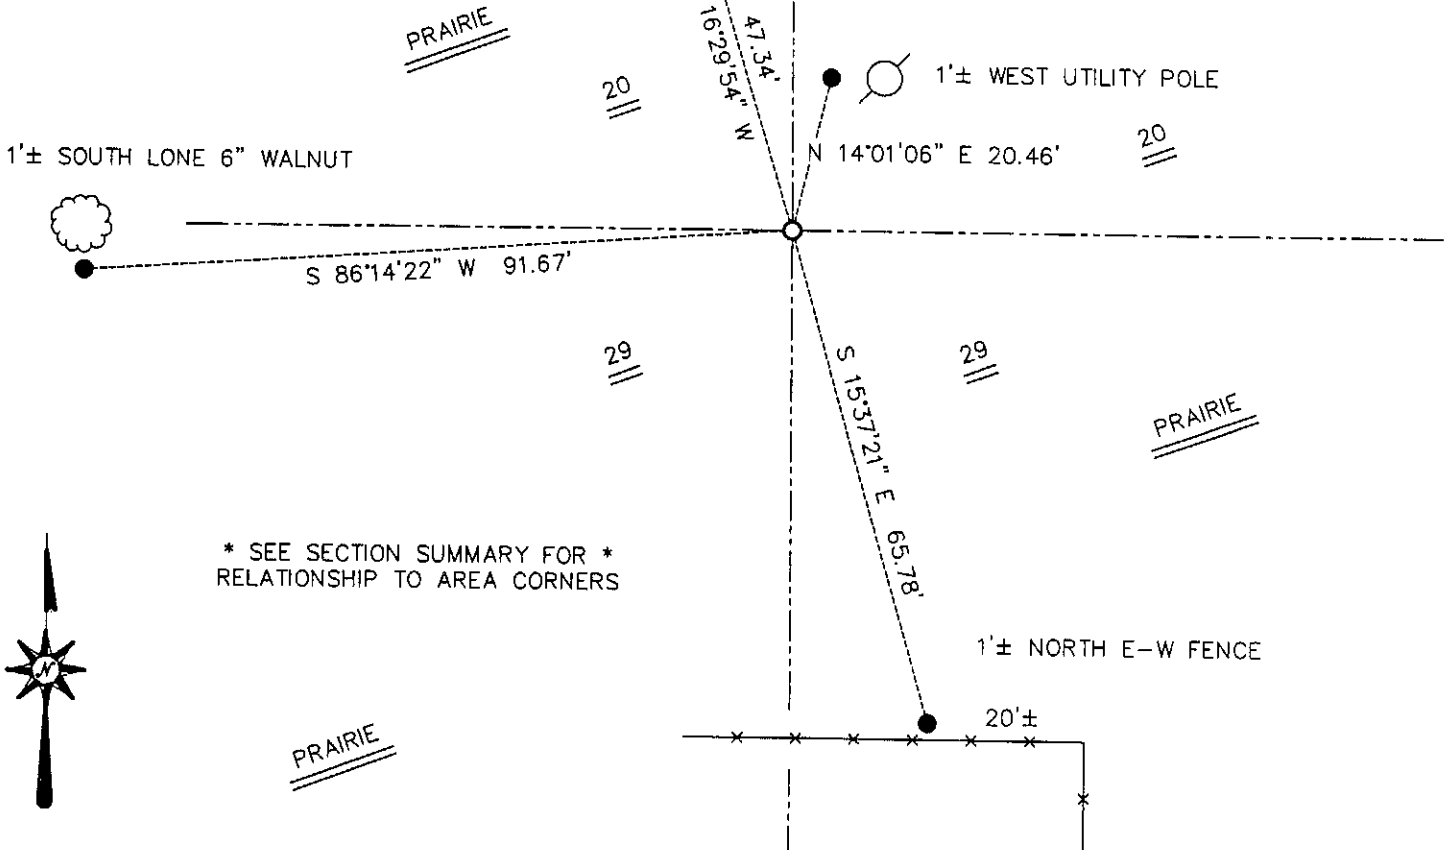 PRAIRIE
16°29'54" W
47.34'
20
1'± WEST UTILITY POLE
20
1'± SOUTH LONE 6" WALNUT
N 14°01'06" E 20.46'
S 86°14'22" W 91.67'
29
29
S 15°37'21" E 65.78'
PRAIRIE
* SEE SECTION SUMMARY FOR *
RELATIONSHIP TO AREA CORNERS
N
1'± NORTH E-W FENCE
20'±
PRAIRIE